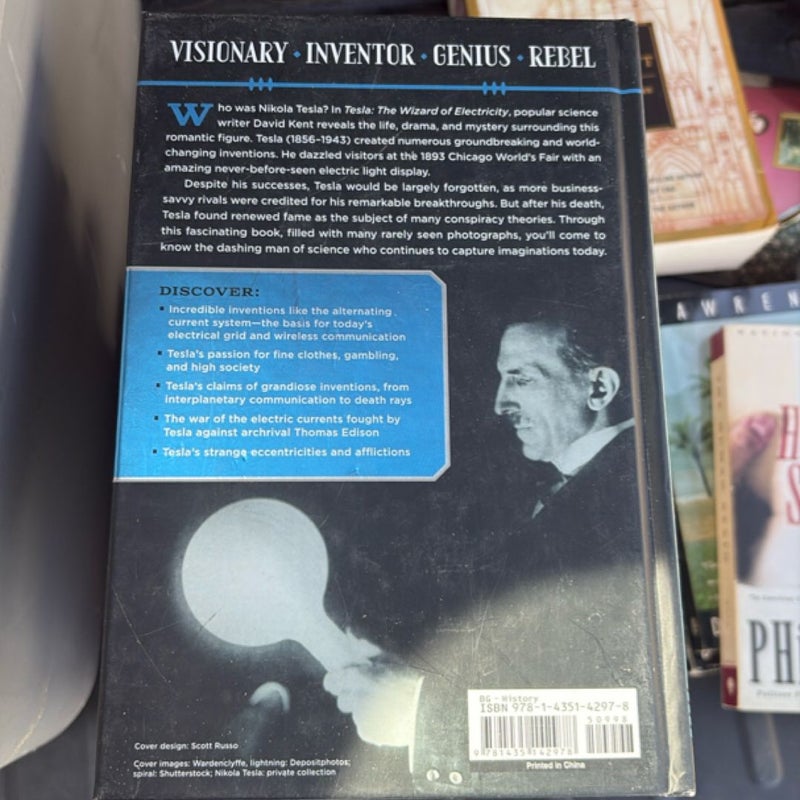 VISIONARY • INVENTOR • GENIUS • REBEL
Who was Nikola Tesla? In Tesla: The Wizard of Electricity, popular science
writer David Kent reveals the life, drama, and mystery surrounding this
romantic figure. Tesla (1856–1943) created numerous groundbreaking and world-
changing inventions. He dazzled visitors at the 1893 Chicago World's Fair with an
amazing never-before-seen electric light display.
Despite his successes, Tesla would be largely forgotten, as more business-
savvy rivals were credited for his remarkable breakthroughs. But after his death,
Tesla found renewed fame as the subject of many conspiracy theories. Through
this fascinating book, filled with many rarely seen photographs, you'll come to
know the dashing man of science who continues to capture imaginations today.
DISCOVER:
▪ Incredible inventions like the alternating
current system—the basis for today's
electrical grid and wireless communication
▪ Tesla's passion for fine clothes, gambling,
and high society
▪ Tesla's claims of grandiose inventions, from
interplanetary communication to death rays
▪ The war of the electric currents fought by
Tesla against archrival Thomas Edison
▪ Tesla's strange eccentricities and afflictions
Cover design: Scott Russo
Cover images: Wardenclyffe, lightning: Depositphotos;
spiral: Shutterstock; Nikola Tesla: private collection
BG - History
ISBN 978-1-4351-4297-8
50998
9 781435 142978
Printed in China
AWREN
H
S
PH